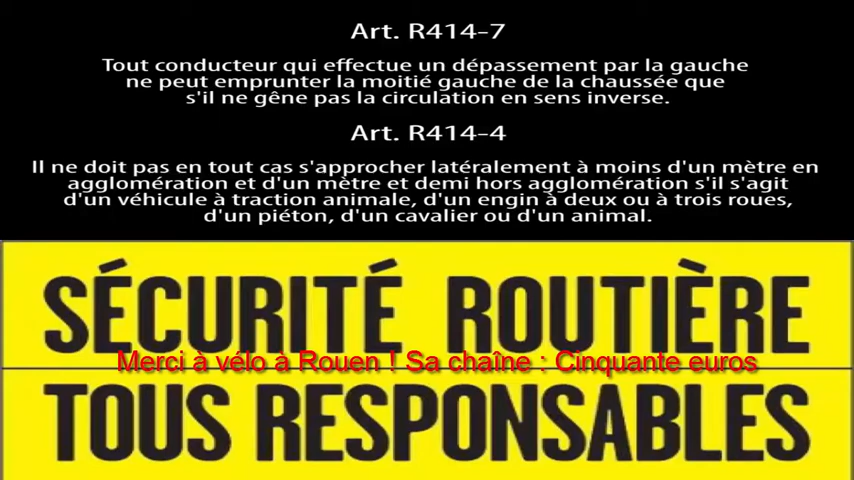 Art. R414-7
Tout conducteur qui effectue un dépassement par la gauche
ne peut emprunter la moitié gauche de la chaussée que
s'il ne gêne pas la circulation en sens inverse.
Art. R414-4
Il ne doit pas en tout cas s'approcher latéralement à moins d'un mètre en
agglomération et d'un mètre et demi hors agglomération s'il s'agit
d'un véhicule à traction animale, d'un engin à deux ou à trois roues,
d'un piéton, d'un cavalier ou d'un animal.
SÉCURITÉ ROUTIÈRE
Merci à vélo à Rouen ! Sa chaîne : Cinquante euros
TOUS RESPONSABLES